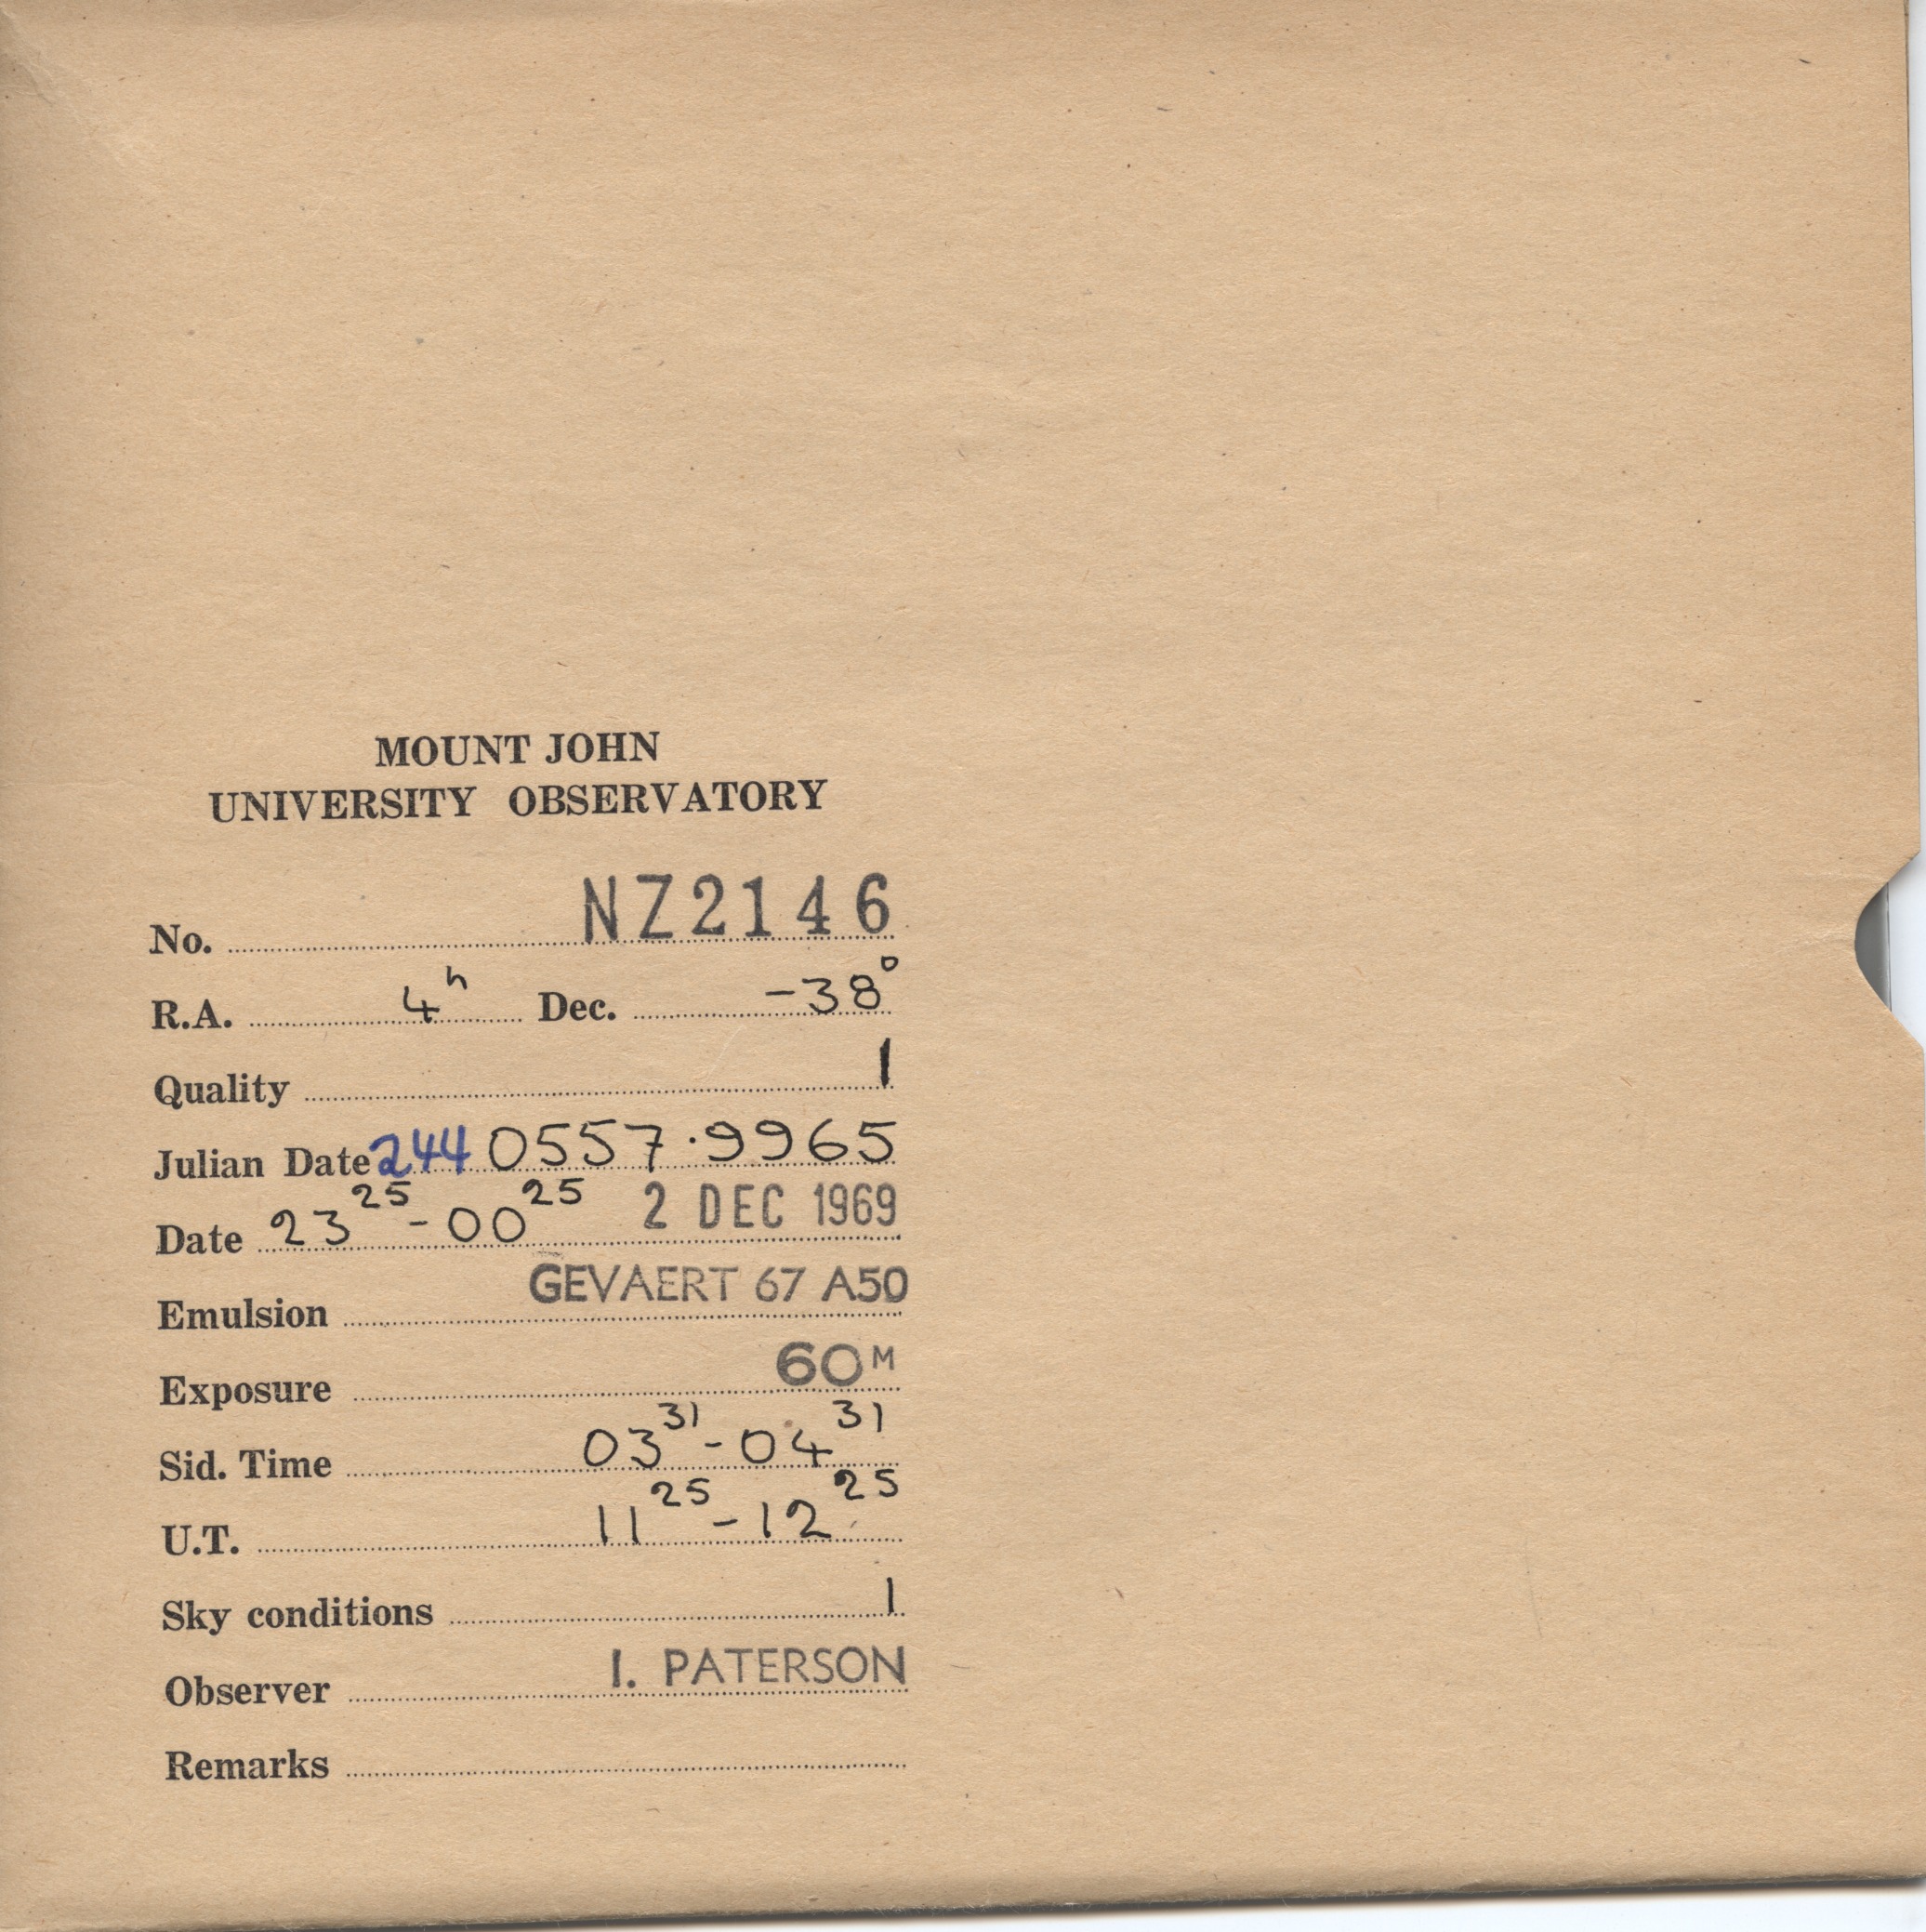 MOUNT JOHN
UNIVERSITY OBSERVATORY
No. NZ2146
R.A. 4h Dec. -38°
Quality 1
Julian Date 2440557.9965
Date 23 25 - 00 25 2 DEC 1969
Emulsion GEVAERT 67 A50
Exposure 60M
Sid. Time 03 31 - 04 31
U.T. 11 25 - 12 25
Sky conditions 1
Observer I. PATERSON
Remarks